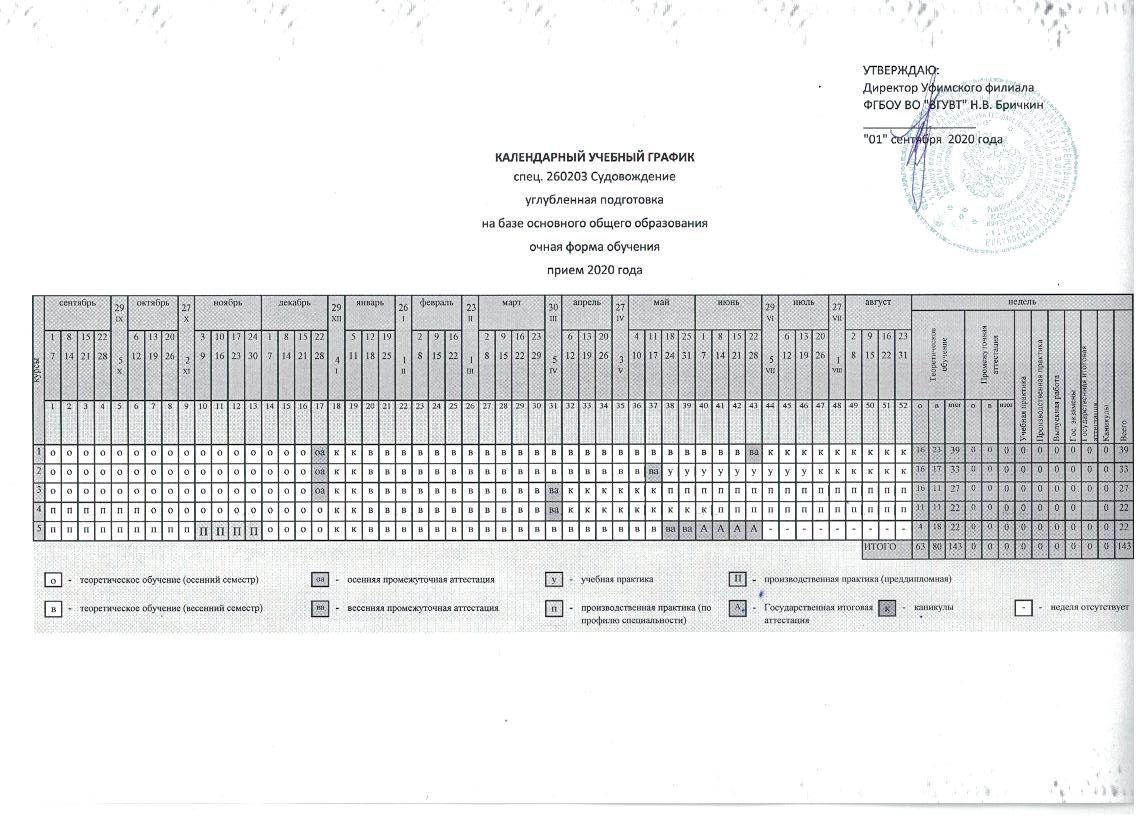 УТВЕРЖДАЮ:
Директор Уфимского филиала
ФГБОУ ВО "ВГУВТ" Н.В. Бричкин
"01" сентября 2020 года
КАЛЕНДАРНЫЙ УЧЕБНЫЙ ГРАФИК
спец. 260203 Судовождение
углубленная подготовка
на базе основного общего образования
очная форма обучения
прием 2020 года
курсы сентябрь 29 IX октябрь 27 X ноябрь декабрь 29 XII январь 26 I февраль 23 II март 30 III апрель 27 IV май июнь 29 VI июль 27 VII август недель
1 8 15 22 6 13 20 3 10 17 24 1 8 15 22 5 12 19 2 9 16 2 9 16 23 6 13 20 4 11 18 25 1 8 15 22 6 13 20 2 9 16 23
7 14 21 28 5 X 12 19 26 2 XI 9 16 23 30 7 14 21 28 4 I 11 18 25 1 II 8 15 22 1 III 8 15 22 29 5 IV 12 19 26 3 V 10 17 24 31 7 14 21 28 5 VII 12 19 26 1 VIII 8 15 22 31
Теоретическое обучение Промежуточная аттестация Учебная практика Производственная практика Выпускная работа Гос. экзамены Государственная итоговая аттестация Каникулы Всего
1 2 3 4 5 6 7 8 9 10 11 12 13 14 15 16 17 18 19 20 21 22 23 24 25 26 27 28 29 30 31 32 33 34 35 36 37 38 39 40 41 42 43 44 45 46 47 48 49 50 51 52 о в итог о в итог
1 о о о о о о о о о о о о о о о о оа к к в в в в в в в в в в в в в в в в в в в в в в в ва к к к к к к к к к 16 23 39 0 0 0 0 0 0 0 0 0 39
2 о о о о о о о о о о о о о о о о оа к к в в в в в в в в в в в в в в в в в ва у у у у у у у у у к к к к к к 16 17 33 0 0 0 0 0 0 0 0 0 33
3 о о о о о о о о о о о о о о о о оа к к в в в в в в в в в в в ва к к к к к к п п п п п п п п п п п п п п п 16 11 27 0 0 0 0 0 0 0 0 0 27
4 п п п п п п о о о о о о о о о о о к к в в в в в в в в в в в ва к к к к к к к к к п п п п п п п п п п п п 11 11 22 0 0 0 0 0 0 0 22
5 п п п п п п п п п П П П П о о о о к к в в в в в в в в в в в в в в в в в в ва ва А А А А - - - - - - - - - 4 18 22 0 0 0 0 0 0 0 0 0 22
ИТОГО 63 80 143 0 0 0 0 0 0 0 0 0 143
о - теоретическое обучение (осенний семестр) оа - осенняя промежуточная аттестация у - учебная практика П - производственная практика (преддипломная)
в - теоретическое обучение (весенний семестр) ва - весенняя промежуточная аттестация п - производственная практика (по А - Государственная итоговая к - каникулы - - неделя отсутствует
профилю специальности) аттестация